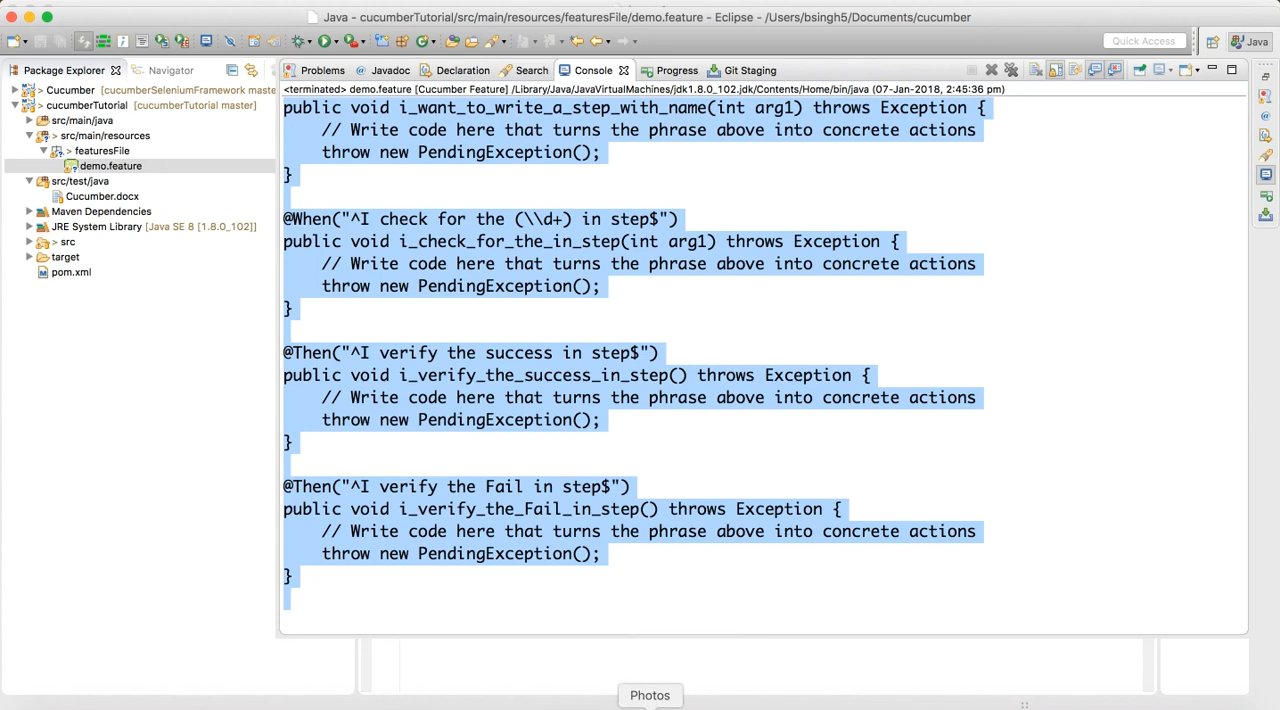 Java - cucumberTutorial/src/main/resources/featuresFile/demo.feature - Eclipse - /Users/bsingh5/Documents/cucumber
Quick Access
Java
Package Explorer
Navigator
Problems
@ Javadoc
Declaration
Search
Console
Progress
Git Staging
> Cucumber [cucumberSeleniumFramework maste
> cucumberTutorial [cucumberTutorial master]
src/main/java
> src/main/resources
> featuresFile
demo.feature
src/test/java
Cucumber.docx
Maven Dependencies
JRE System Library [Java SE 8 [1.8.0_102]]
> src
target
pom.xml
<terminated> demo.feature [Cucumber Feature] /Library/Java/JavaVirtualMachines/jdk1.8.0_102.jdk/Contents/Home/bin/java (07-Jan-2018, 2:45:36 pm)
public void i_want_to_write_a_step_with_name(int arg1) throws Exception {
// Write code here that turns the phrase above into concrete actions
throw new PendingException();
}
@When("^I check for the (\\d+) in step$")
public void i_check_for_the_in_step(int arg1) throws Exception {
// Write code here that turns the phrase above into concrete actions
throw new PendingException();
}
@Then("^I verify the success in step$")
public void i_verify_the_success_in_step() throws Exception {
// Write code here that turns the phrase above into concrete actions
throw new PendingException();
}
@Then("^I verify the Fail in step$")
public void i_verify_the_Fail_in_step() throws Exception {
// Write code here that turns the phrase above into concrete actions
throw new PendingException();
}
Photos